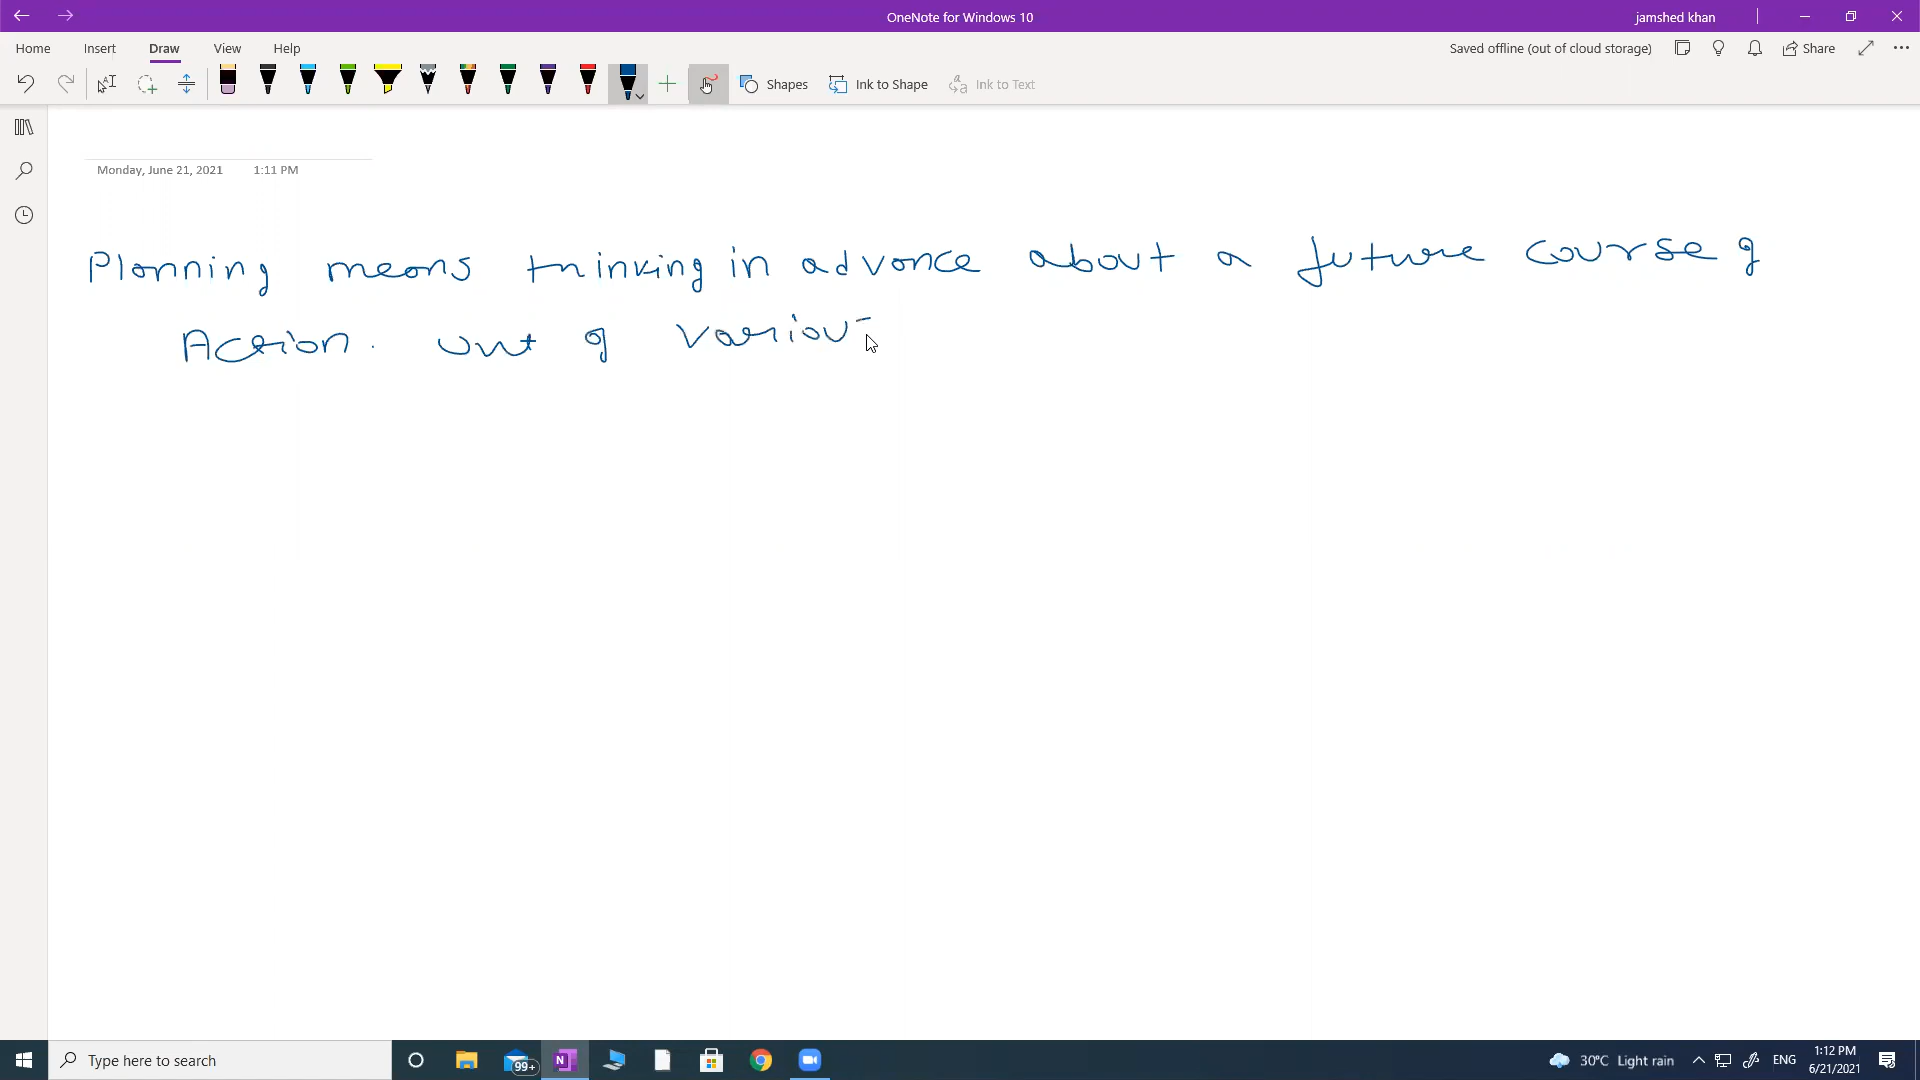 OneNote for Windows 10
jamshed khan
Home Insert Draw View Help
Saved offline (out of cloud storage)
Share
Shapes
Ink to Shape
Ink to Text
Monday, June 21, 2021 1:11 PM
Planning means thinking in advance about a future course of
Action. out of variou
Type here to search
99+
30°C Light rain
ENG
1:12 PM
6/21/2021